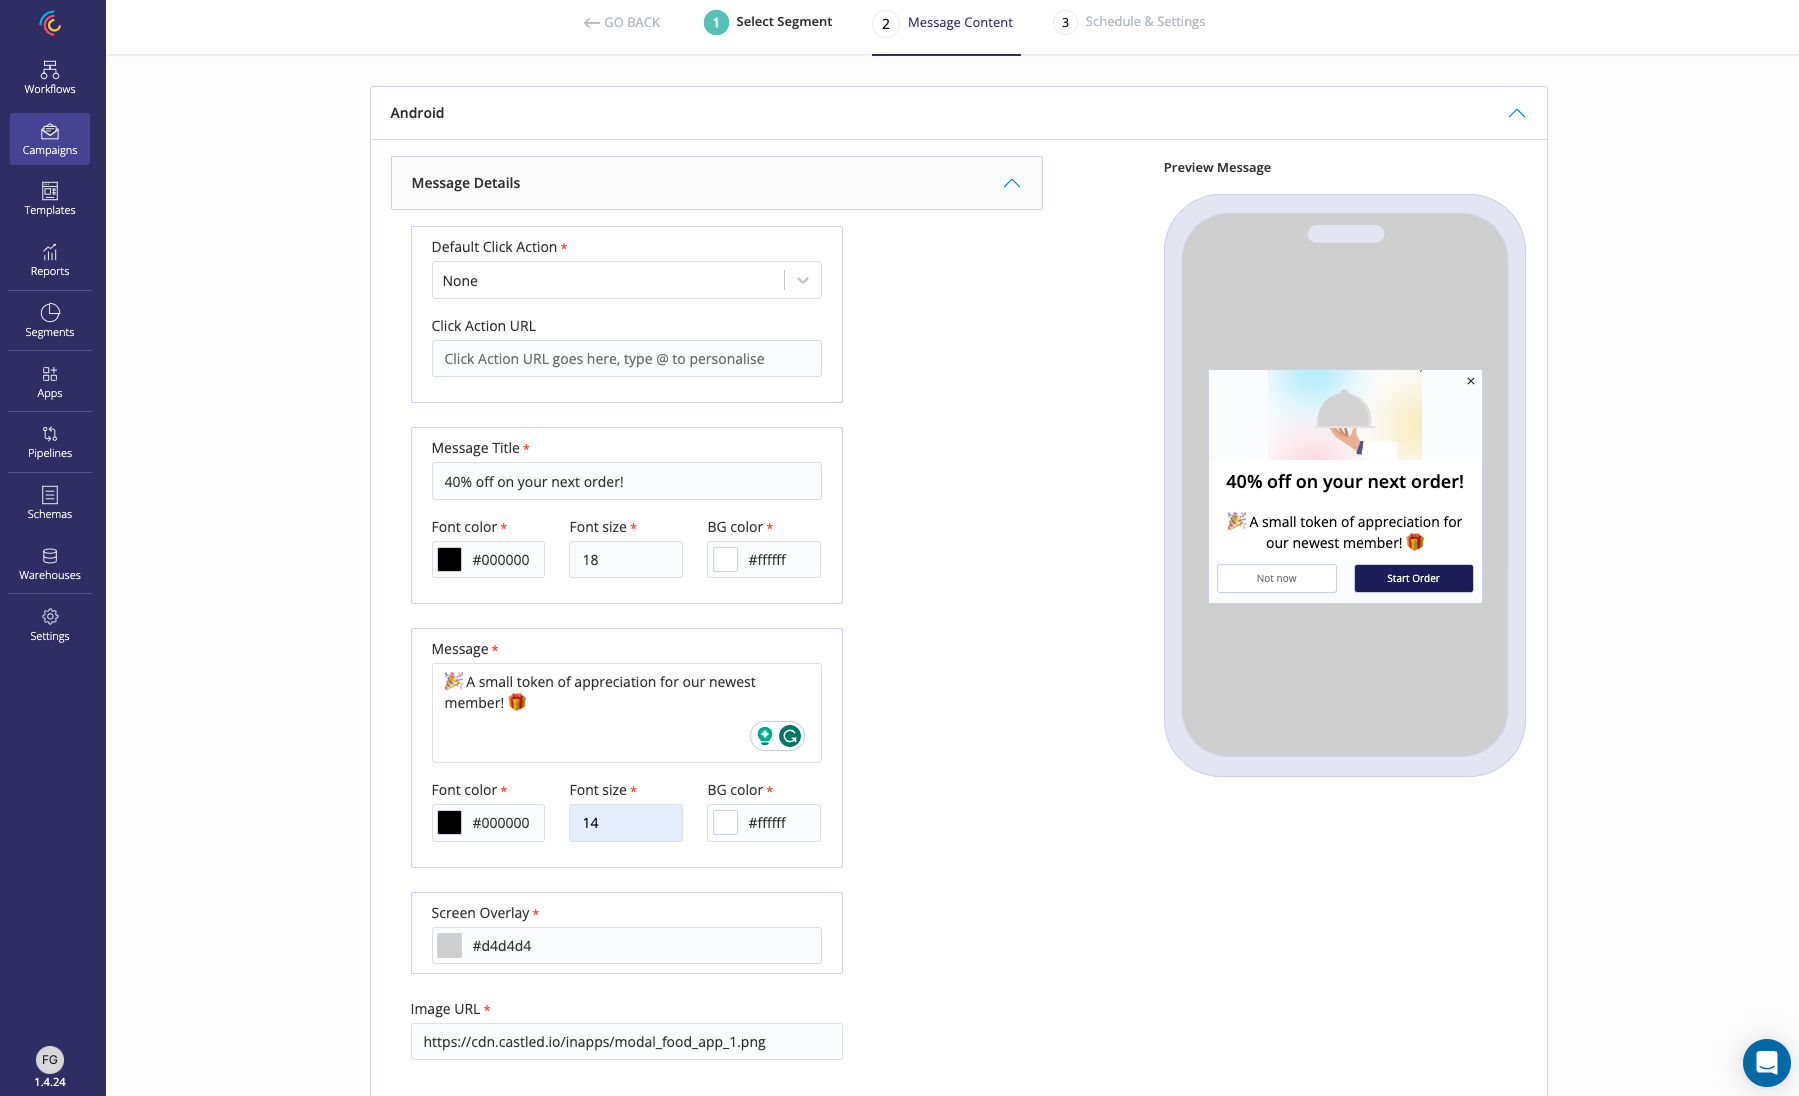 GO BACK
1 Select Segment
2 Message Content
3 Schedule & Settings
Workflows
Campaigns
Templates
Reports
Segments
Apps
Pipelines
Schemas
Warehouses
Settings
FG
1.4.24
Android
Message Details
Default Click Action *
None
Click Action URL
Click Action URL goes here, type @ to personalise
Message Title *
40% off on your next order!
Font color * Font size * BG color *
#000000 18 #ffffff
Message *
🎉 A small token of appreciation for our newest
member! 🎁
Font color * Font size * BG color *
#000000 14 #ffffff
Screen Overlay *
#d4d4d4
Image URL *
https://cdn.castled.io/inapps/modal_food_app_1.png
Preview Message
40% off on your next order!
🎉 A small token of appreciation for
our newest member! 🎁
Not now Start Order